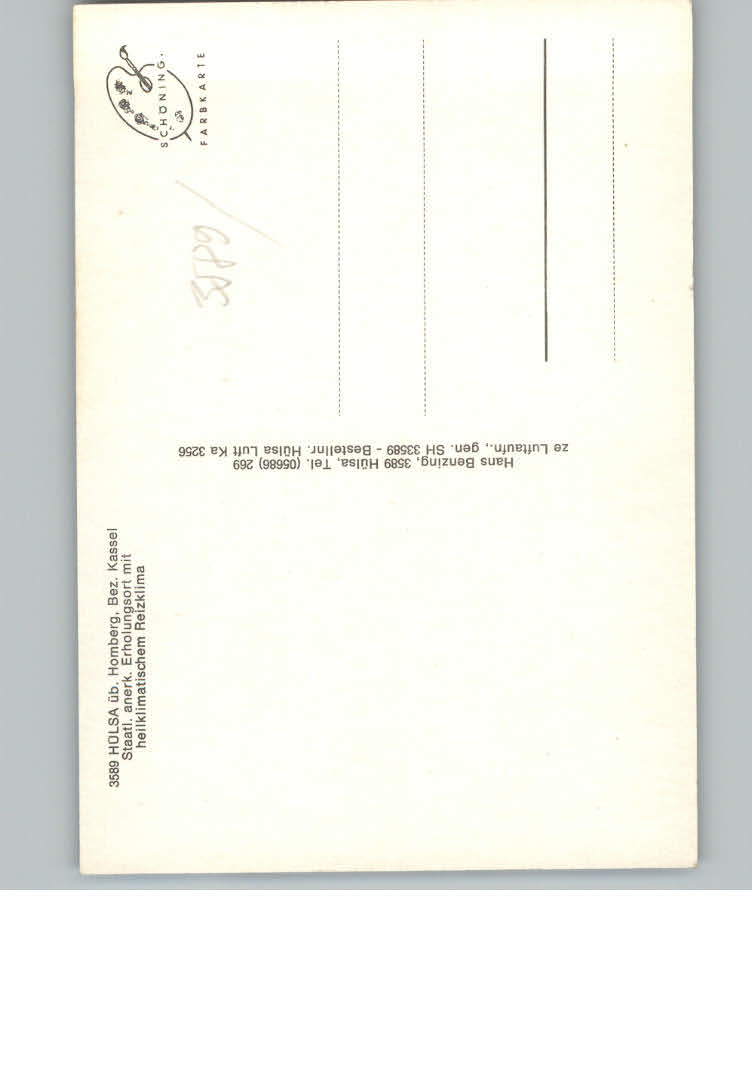 3589 HÜLSA üb. Homberg, Bez. Kassel
Staatl. anerk. Erholungsort mit
heilklimatischem Reizklima
Hans Benzing, 3589 Hülsa, Tel. (05686) 269
ze Luftaufn., gen. SH 33589 - Bestellnr. Hülsa Luft Ka 3256
SCHÖNING.
FARBKARTE
3589/